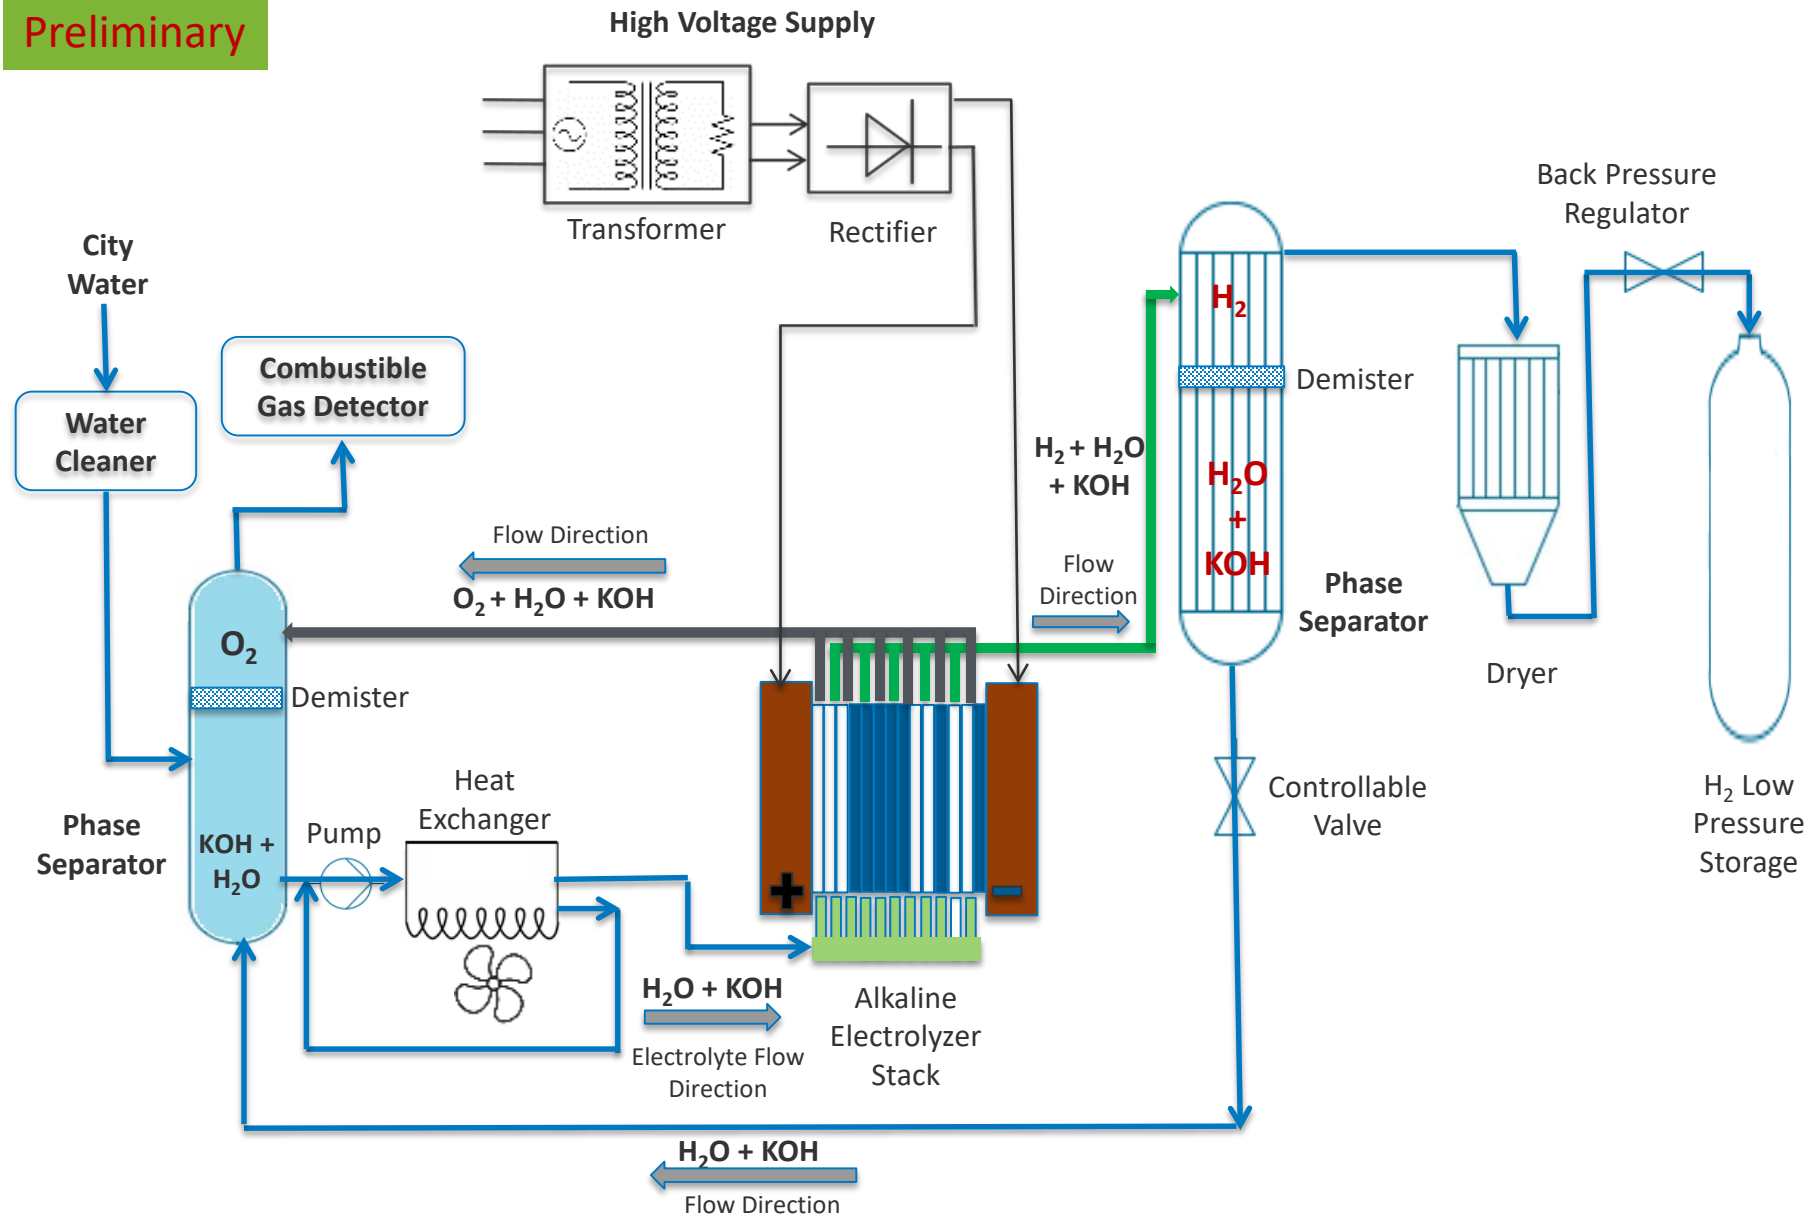 Preliminary
High Voltage Supply
Transformer
Rectifier
Back Pressure
Regulator
City
Water
Combustible
Gas Detector
Water
Cleaner
H₂
Demister
H₂ + H₂O
+ KOH
H₂O
+
KOH
Flow Direction
O₂ + H₂O + KOH
Flow
Direction
Phase
Separator
O₂
Demister
Dryer
Heat
Exchanger
Pump
Phase
Separator
KOH +
H₂O
+
-
Controllable
Valve
H₂ Low
Pressure
Storage
H₂O + KOH
Electrolyte Flow
Direction
Alkaline
Electrolyzer
Stack
H₂O + KOH
Flow Direction